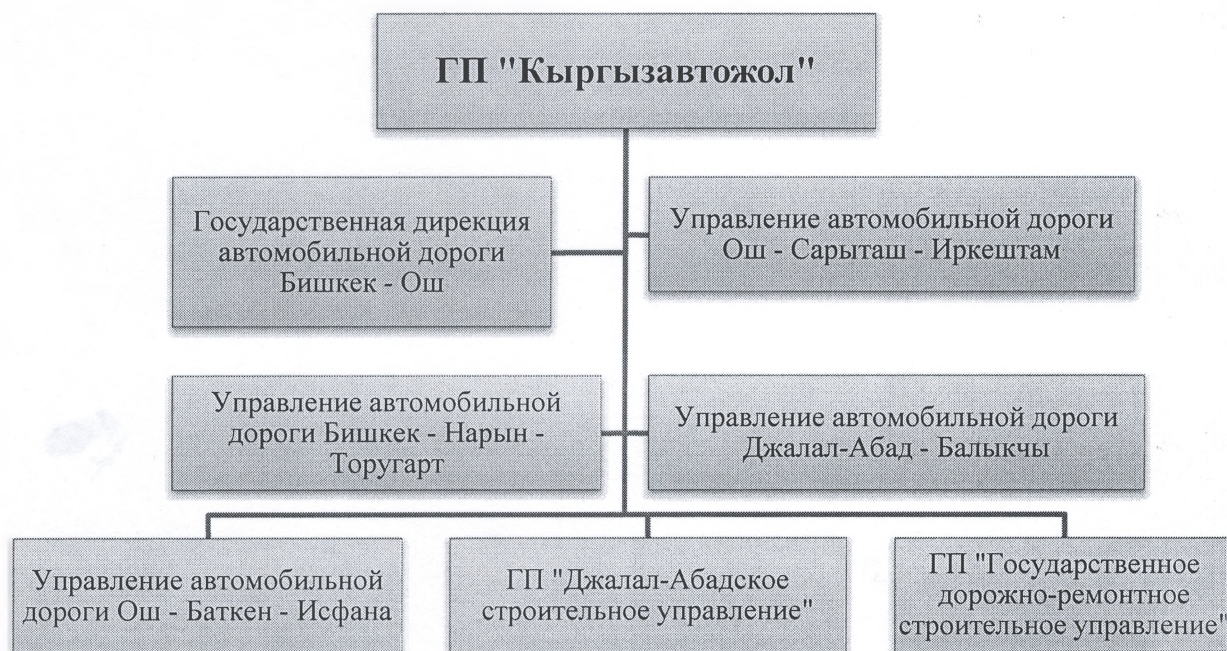 ГП "Кыргызавтожол"
Государственная дирекция
автомобильной дороги
Бишкек - Ош
Управление автомобильной дороги
Ош - Сарыташ - Иркештам
Управление автомобильной
дороги Бишкек - Нарын -
Торугарт
Управление автомобильной дороги
Джалал-Абад - Балыкчы
Управление автомобильной
дороги Ош - Баткен - Исфана
ГП "Джалал-Абадское
строительное управление"
ГП "Государственное
дорожно-ремонтное
строительное управление"